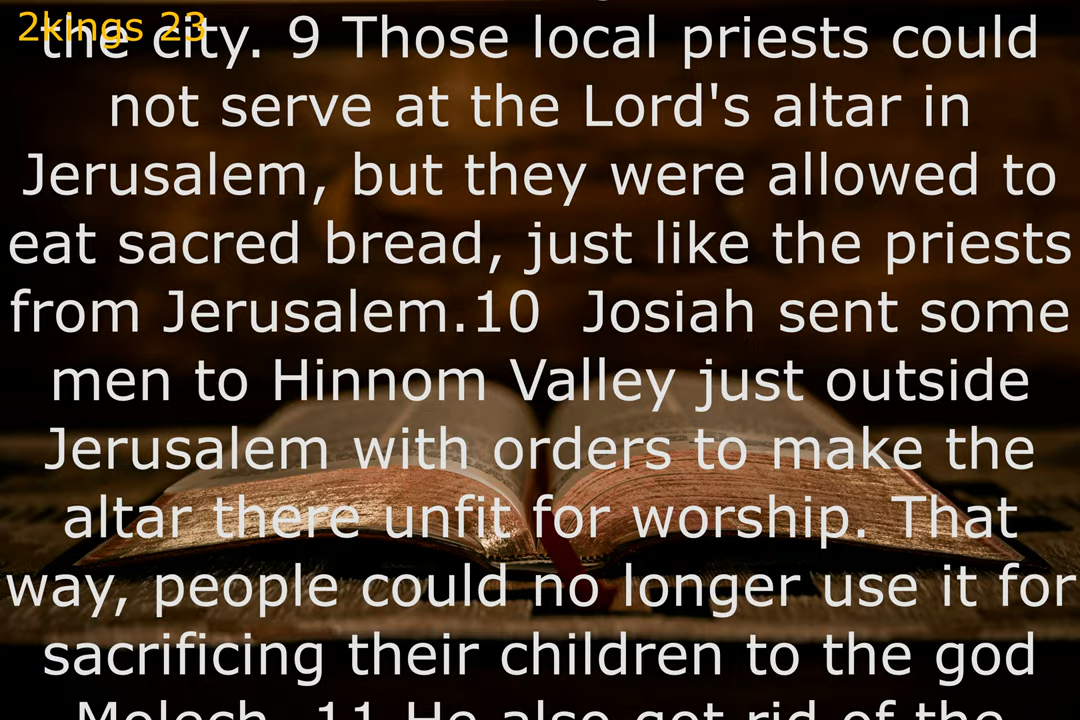 2kings 23
the city. 9 Those local priests could
not serve at the Lord's altar in
Jerusalem, but they were allowed to
eat sacred bread, just like the priests
from Jerusalem.10 Josiah sent some
men to Hinnom Valley just outside
Jerusalem with orders to make the
altar there unfit for worship. That
way, people could no longer use it for
sacrificing their children to the god
Molech. 11 He also got rid of the